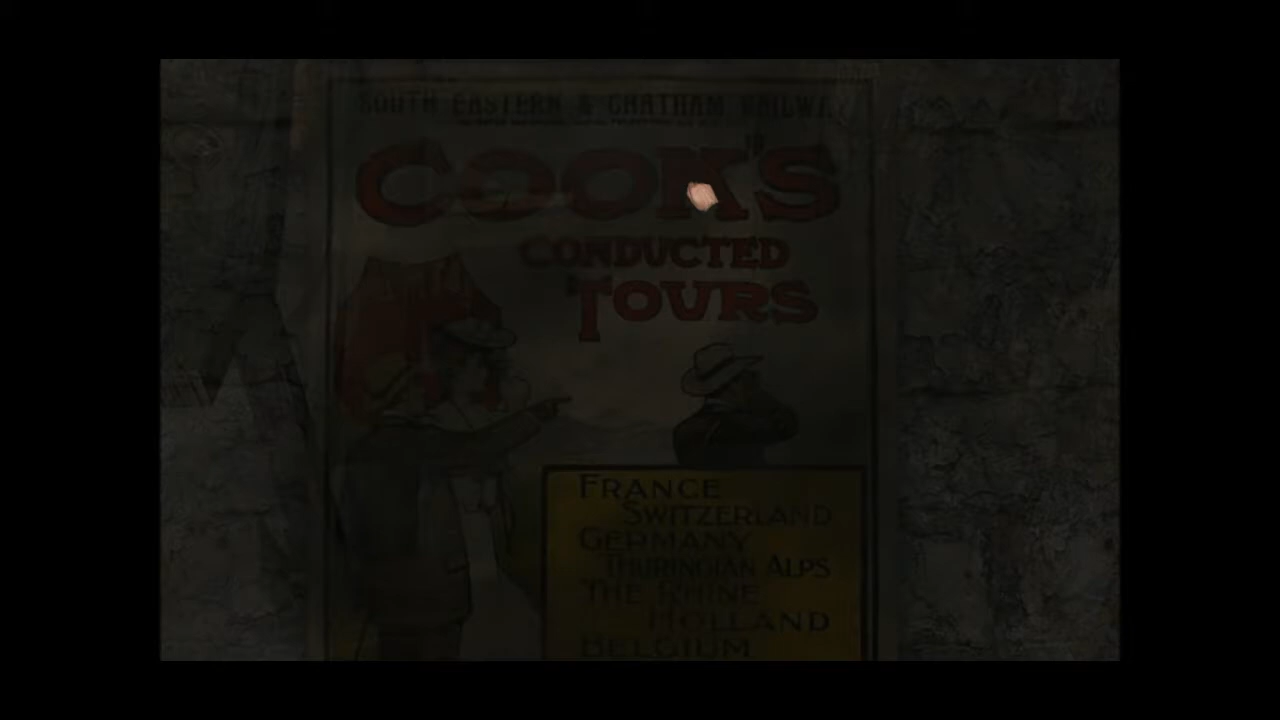 SOUTH EASTERN & CHATHAM RAILWAY
COOK'S
CONDUCTED
TOURS
FRANCE
SWITZERLAND
GERMANY
THURINGIAN ALPS
THE RHINE
HOLLAND
BELGIUM